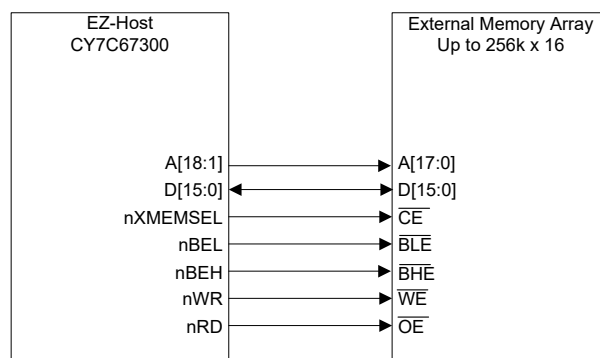 EZ-Host
CY7C67300
External Memory Array
Up to 256k x 16
A[18:1]
A[17:0]
D[15:0]
D[15:0]
nXMEMSEL
CE
nBEL
BLE
nBEH
BHE
nWR
WE
nRD
OE